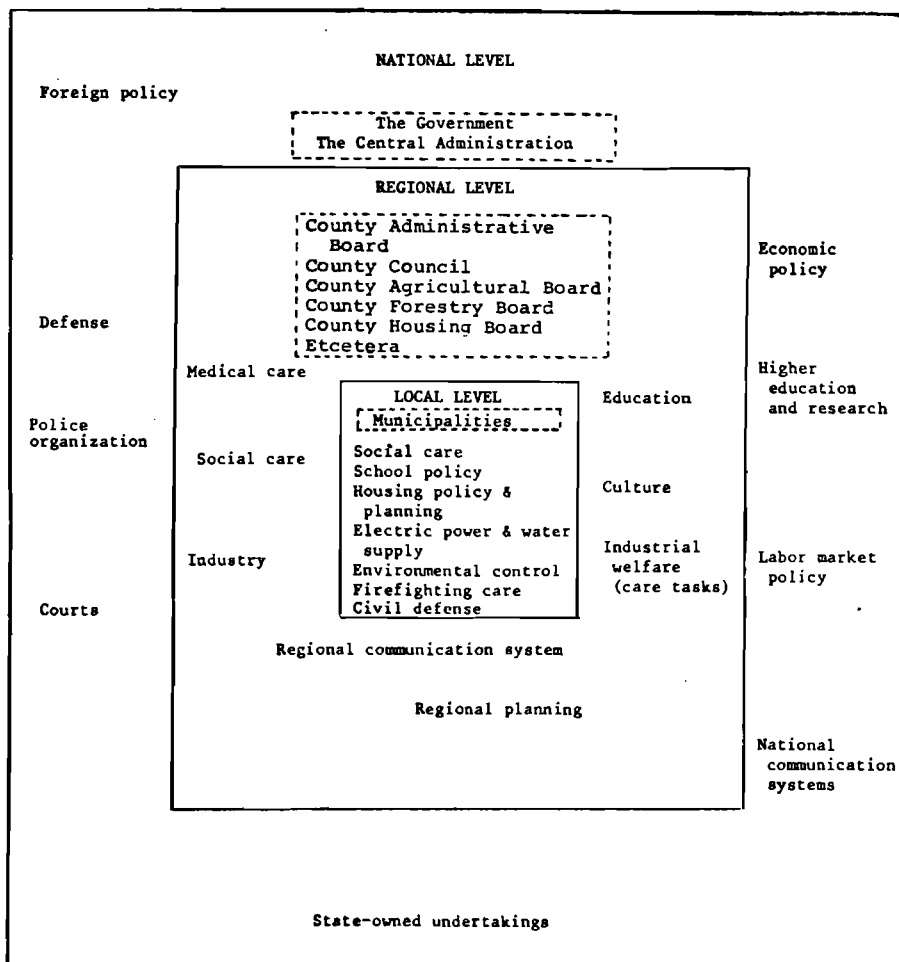 NATIONAL LEVEL
Foreign policy
The Government
The Central Administration
REGIONAL LEVEL
County Administrative
Board
County Council
County Agricultural Board
County Forestry Board
County Housing Board
Etcetera
Economic
policy
Defense
Medical care
Higher
education
and research
LOCAL LEVEL
Municipalities
Education
Police
organization
Social care
Social care
School policy
Housing policy &
planning
Electric power & water
supply
Environmental control
Firefighting care
Civil defense
Culture
Industry
Industrial
welfare
(care tasks)
Labor market
policy
Courts
Regional communication system
Regional planning
National
communication
systems
State-owned undertakings